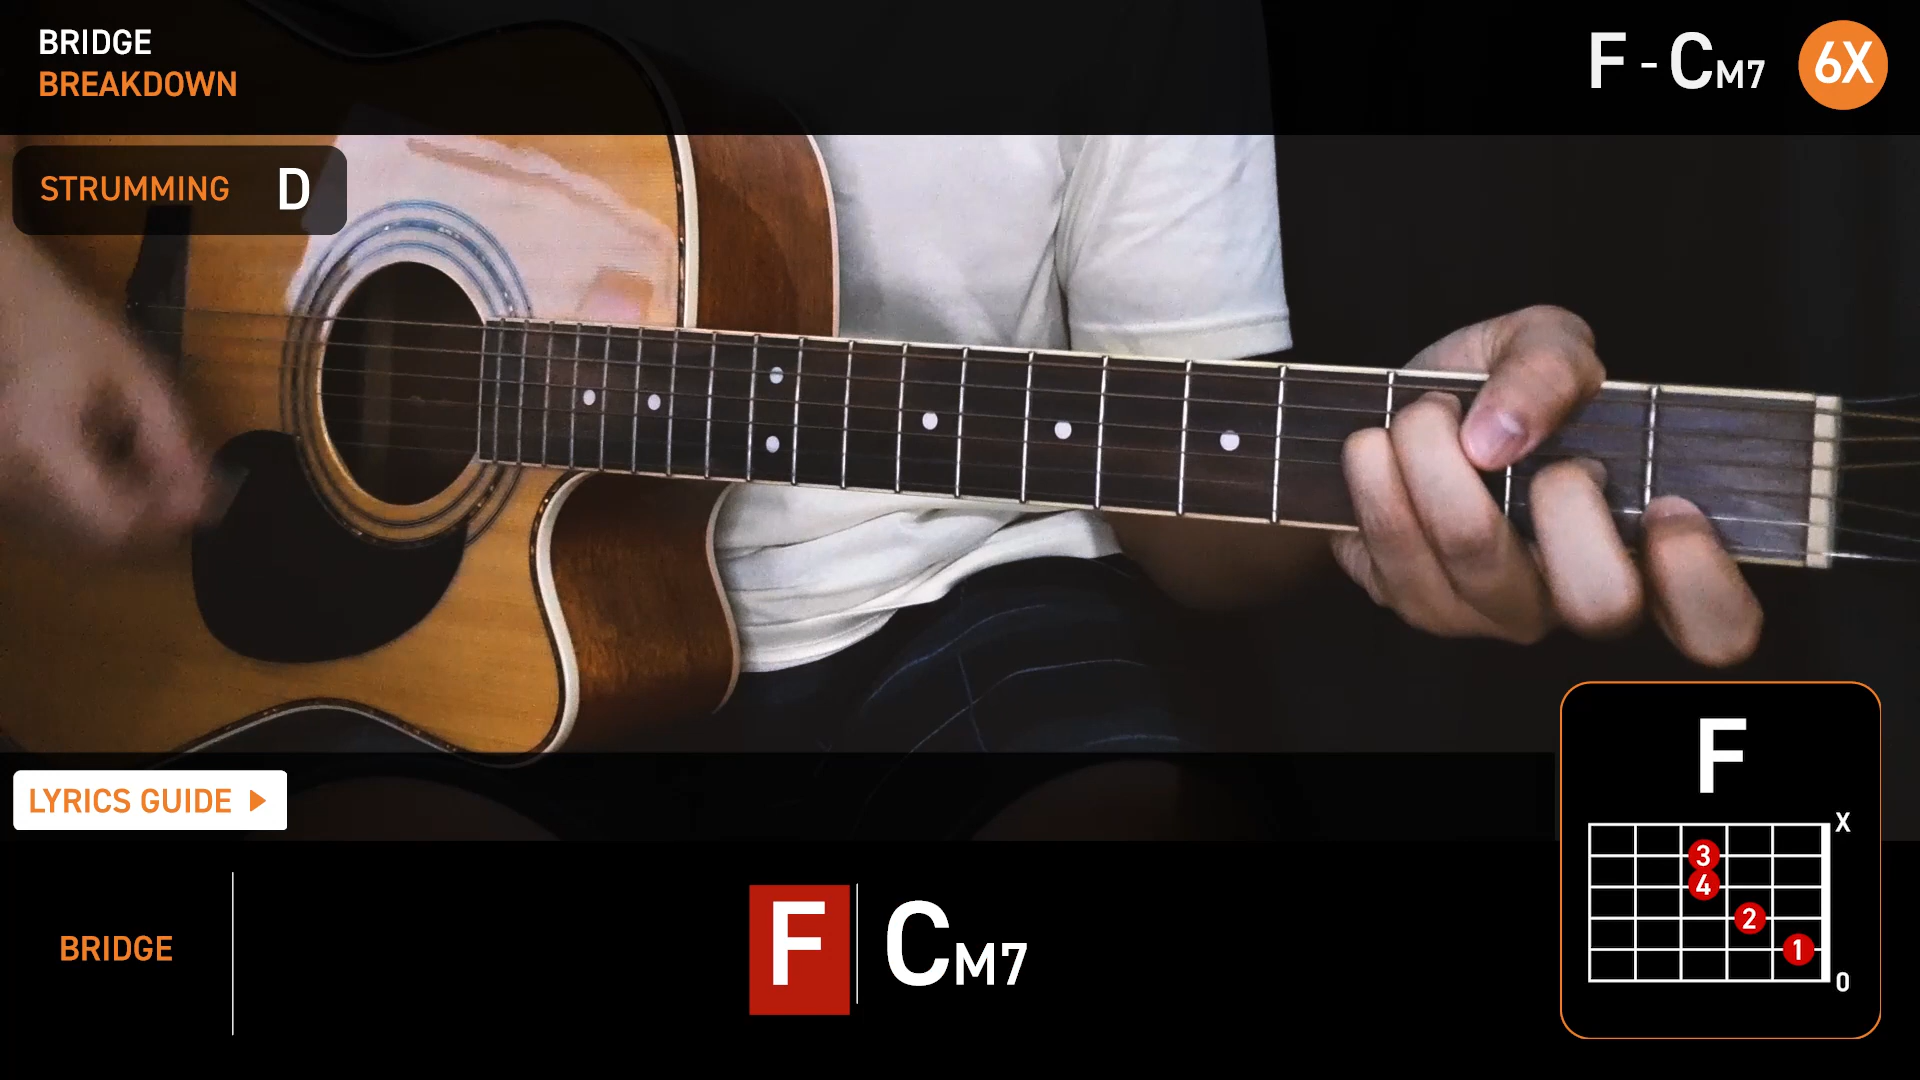 BRIDGE
BREAKDOWN
F - CM7 6X
STRUMMING D
LYRICS GUIDE
F
X
3
4
2
1
0
BRIDGE
F CM7